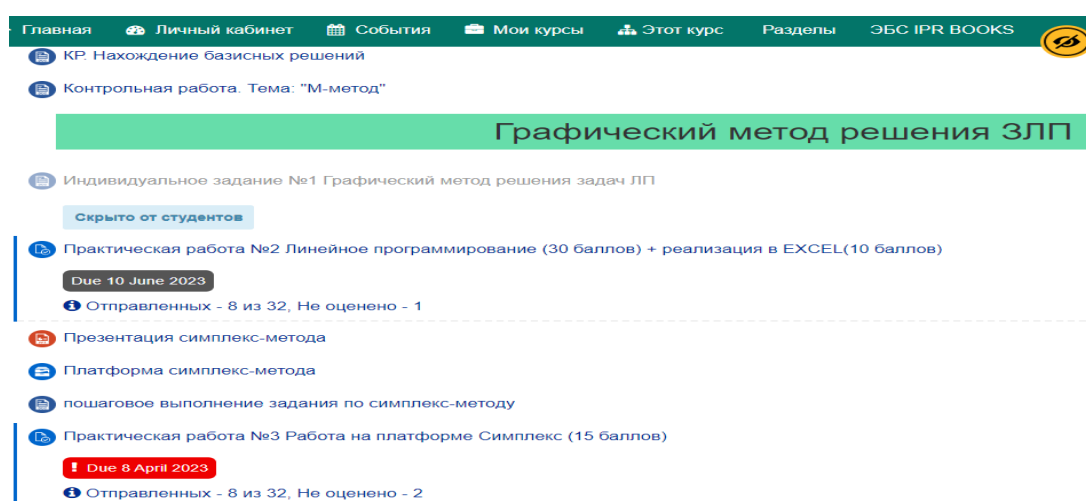 Главная Личный кабинет События Мои курсы Этот курс Разделы ЭБС IPR BOOKS
КР. Нахождение базисных решений
Контрольная работа. Тема: "М-метод"
Графический метод решения ЗЛП
Индивидуальное задание №1 Графический метод решения задач ЛП
Скрыто от студентов
Практическая работа №2 Линейное программирование (30 баллов) + реализация в EXCEL(10 баллов)
Due 10 June 2023
Отправленных - 8 из 32, Не оценено - 1
Презентация симплекс-метода
Платформа симплекс-метода
пошаговое выполнение задания по симплекс-методу
Практическая работа №3 Работа на платформе Симплекс (15 баллов)
Due 8 April 2023
Отправленных - 8 из 32, Не оценено - 2